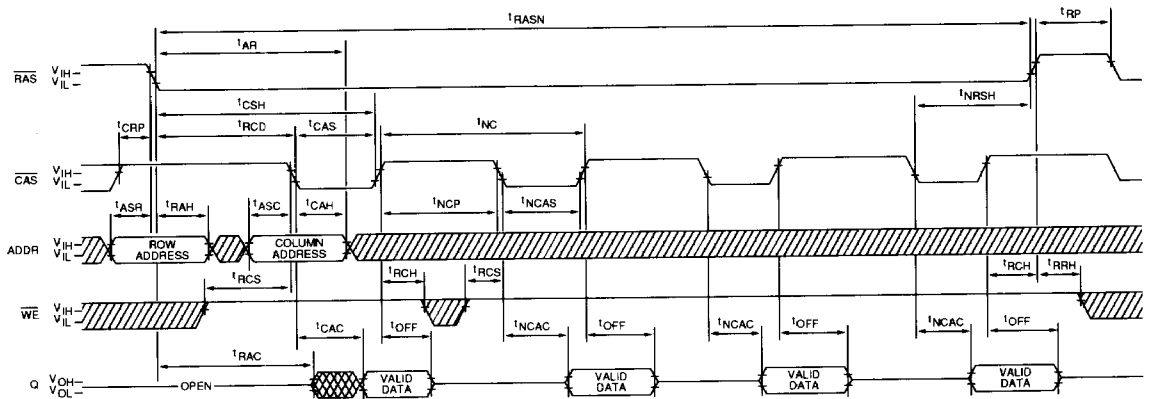 tRASN
tRP
tAR
RAS VIH VIL
tCSH
tNRSH
tCRP
tRCD
tCAS
tNC
CAS VIH VIL
tASR
tRAH
tASC
tCAH
tNCP
tNCAS
ADDR VIH VIL
ROW ADDRESS
COLUMN ADDRESS
tRCS
tRCH
tRCS
tRCH
tRRH
WE VIH VIL
tCAC
tOFF
tNCAC
tOFF
tNCAC
tOFF
tNCAC
tOFF
tRAC
Q VOH VOL
OPEN
VALID DATA
VALID DATA
VALID DATA
VALID DATA